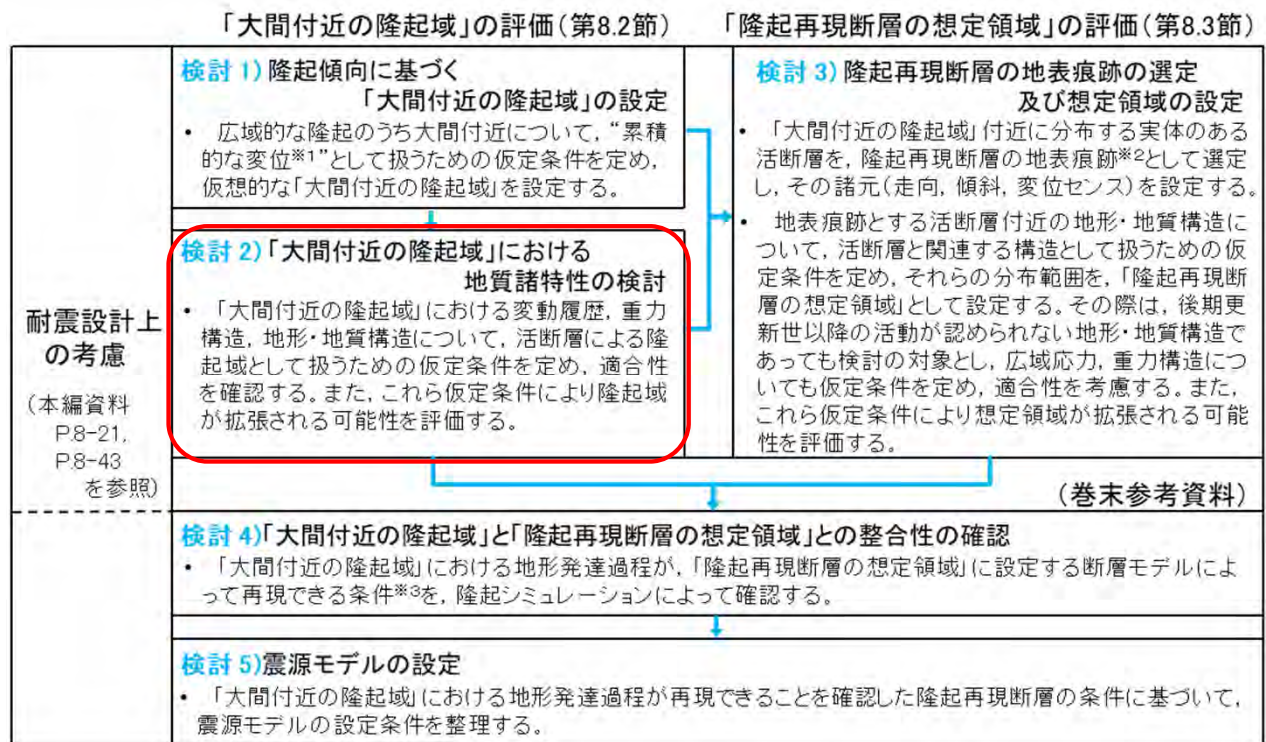 「大間付近の隆起域」の評価(第8.2節)
「隆起再現断層の想定領域」の評価(第8.3節)
耐震設計上
の考慮
(本編資料
P.8-21,
P.8-43
を参照)
検討 1) 隆起傾向に基づく
「大間付近の隆起域」の設定
• 広域的な隆起のうち大間付近について,“累積
的な変位※1”として扱うための仮定条件を定め,
仮想的な「大間付近の隆起域」を設定する。
検討 2)「大間付近の隆起域」における
地質諸特性の検討
• 「大間付近の隆起域」における変動履歴, 重力
構造, 地形・地質構造について, 活断層による隆
起域として扱うための仮定条件を定め, 適合性
を確認する。また, これら仮定条件により隆起域
が拡張される可能性を評価する。
検討 3) 隆起再現断層の地表痕跡の選定
及び想定領域の設定
• 「大間付近の隆起域」付近に分布する実体のある
活断層を, 隆起再現断層の地表痕跡※2として選定
し, その諸元(走向, 傾斜, 変位センス)を設定する。
• 地表痕跡とする活断層付近の地形・地質構造に
ついて, 活断層と関連する構造として扱うための仮
定条件を定め, それらの分布範囲を, 「隆起再現断
層の想定領域」として設定する。その際は, 後期更
新世以降の活動が認められない地形・地質構造で
あっても検討の対象とし, 広域応力, 重力構造につ
いても仮定条件を定め, 適合性を考慮する。また,
これら仮定条件により想定領域が拡張される可能
性を評価する。
(巻末参考資料)
検討 4)「大間付近の隆起域」と「隆起再現断層の想定領域」との整合性の確認
• 「大間付近の隆起域」における地形発達過程が, 「隆起再現断層の想定領域」に設定する断層モデルによ
って再現できる条件※3を, 隆起シミュレーションによって確認する。
検討 5)震源モデルの設定
• 「大間付近の隆起域」における地形発達過程が再現できることを確認した隆起再現断層の条件に基づいて,
震源モデルの設定条件を整理する。